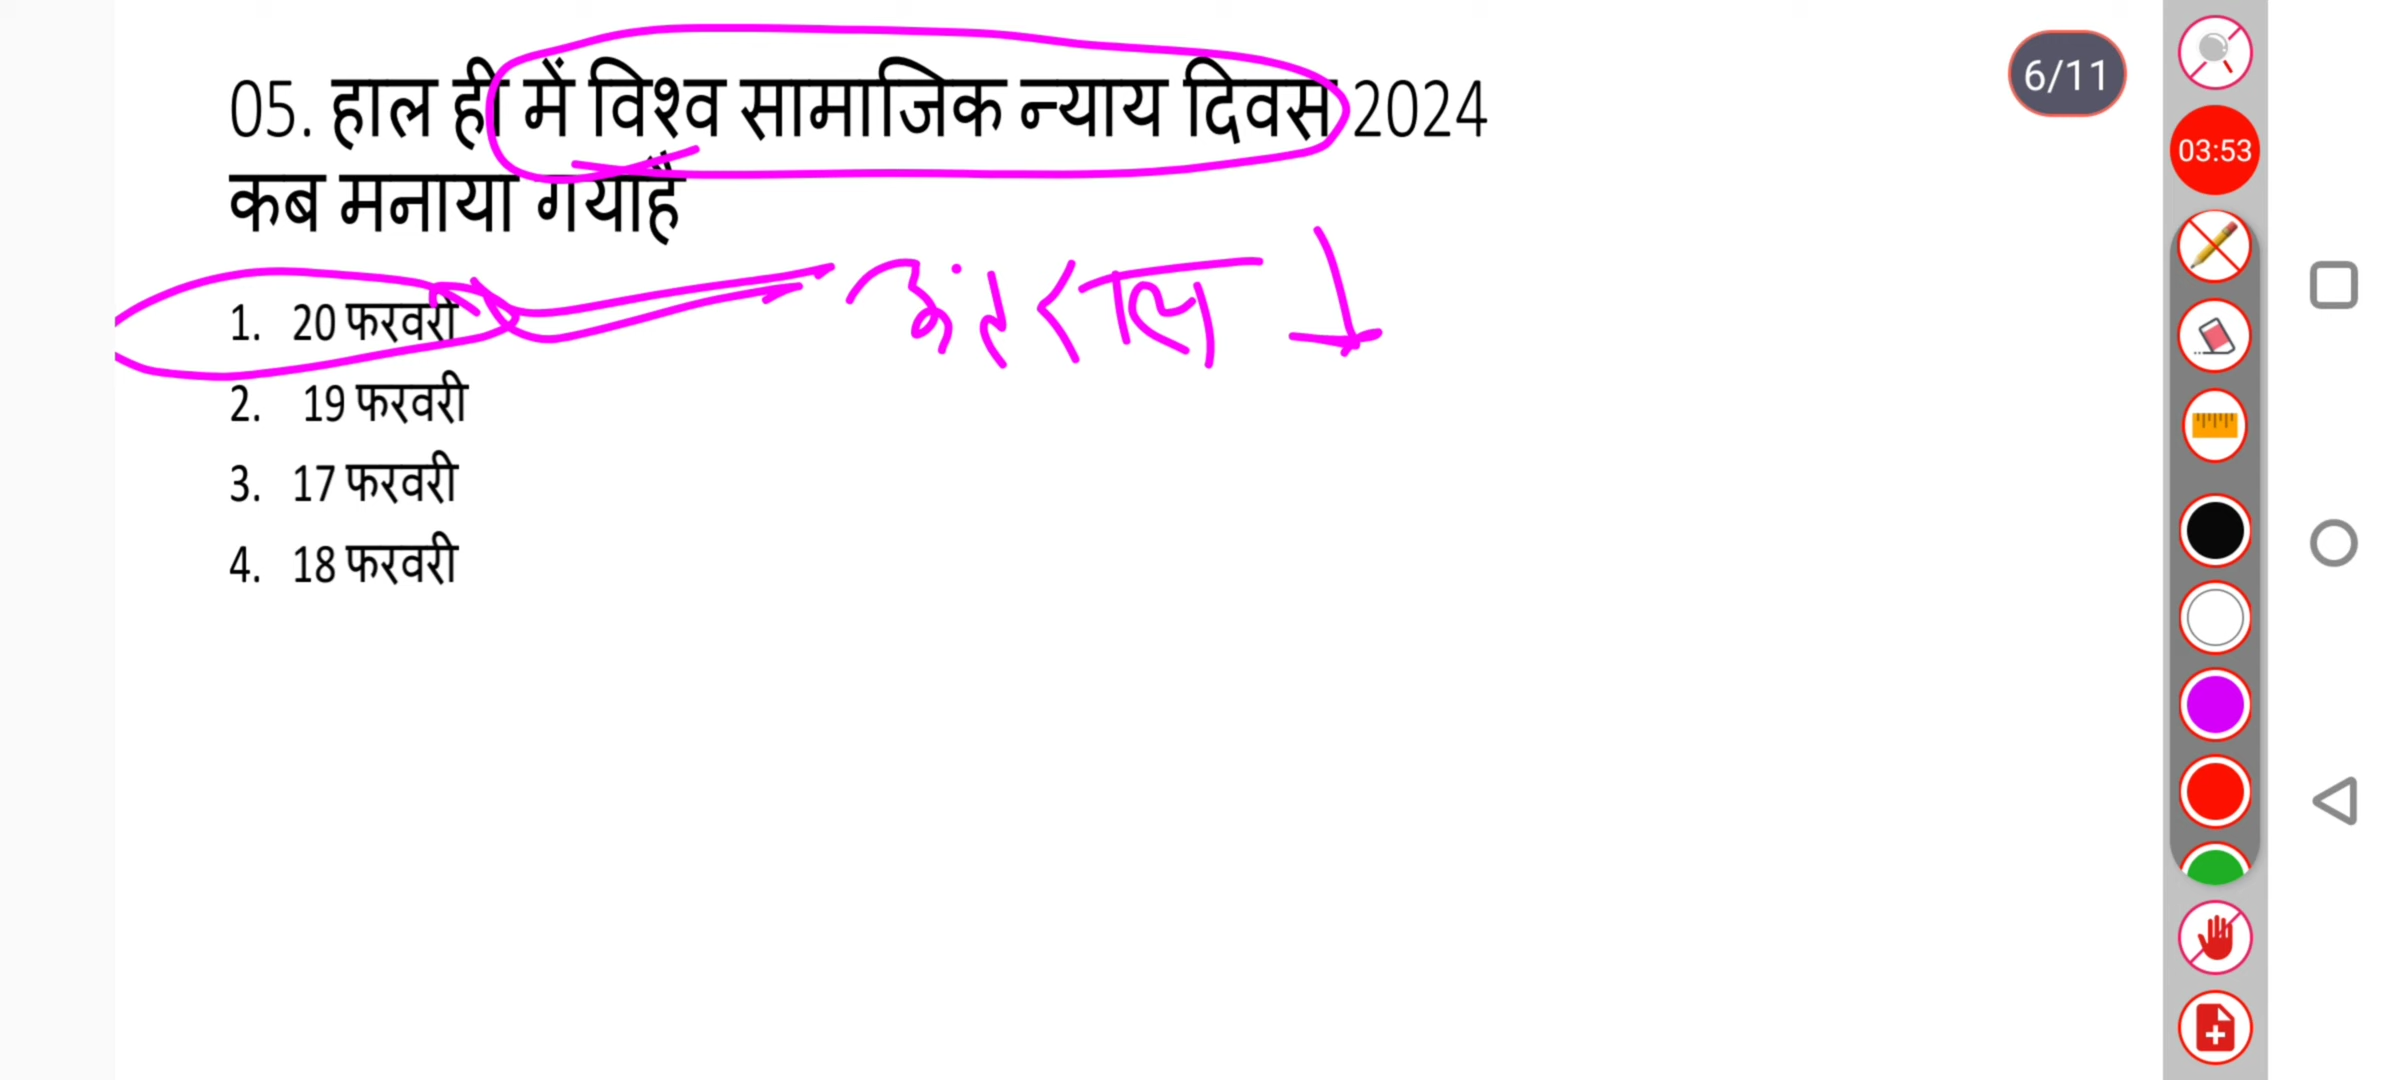 05. हाल ही में विश्व सामाजिक न्याय दिवस 2024
कब मनाया गयाहै
1. 20 फरवरी
2. 19 फरवरी
3. 17 फरवरी
4. 18 फरवरी
6/11
03:53